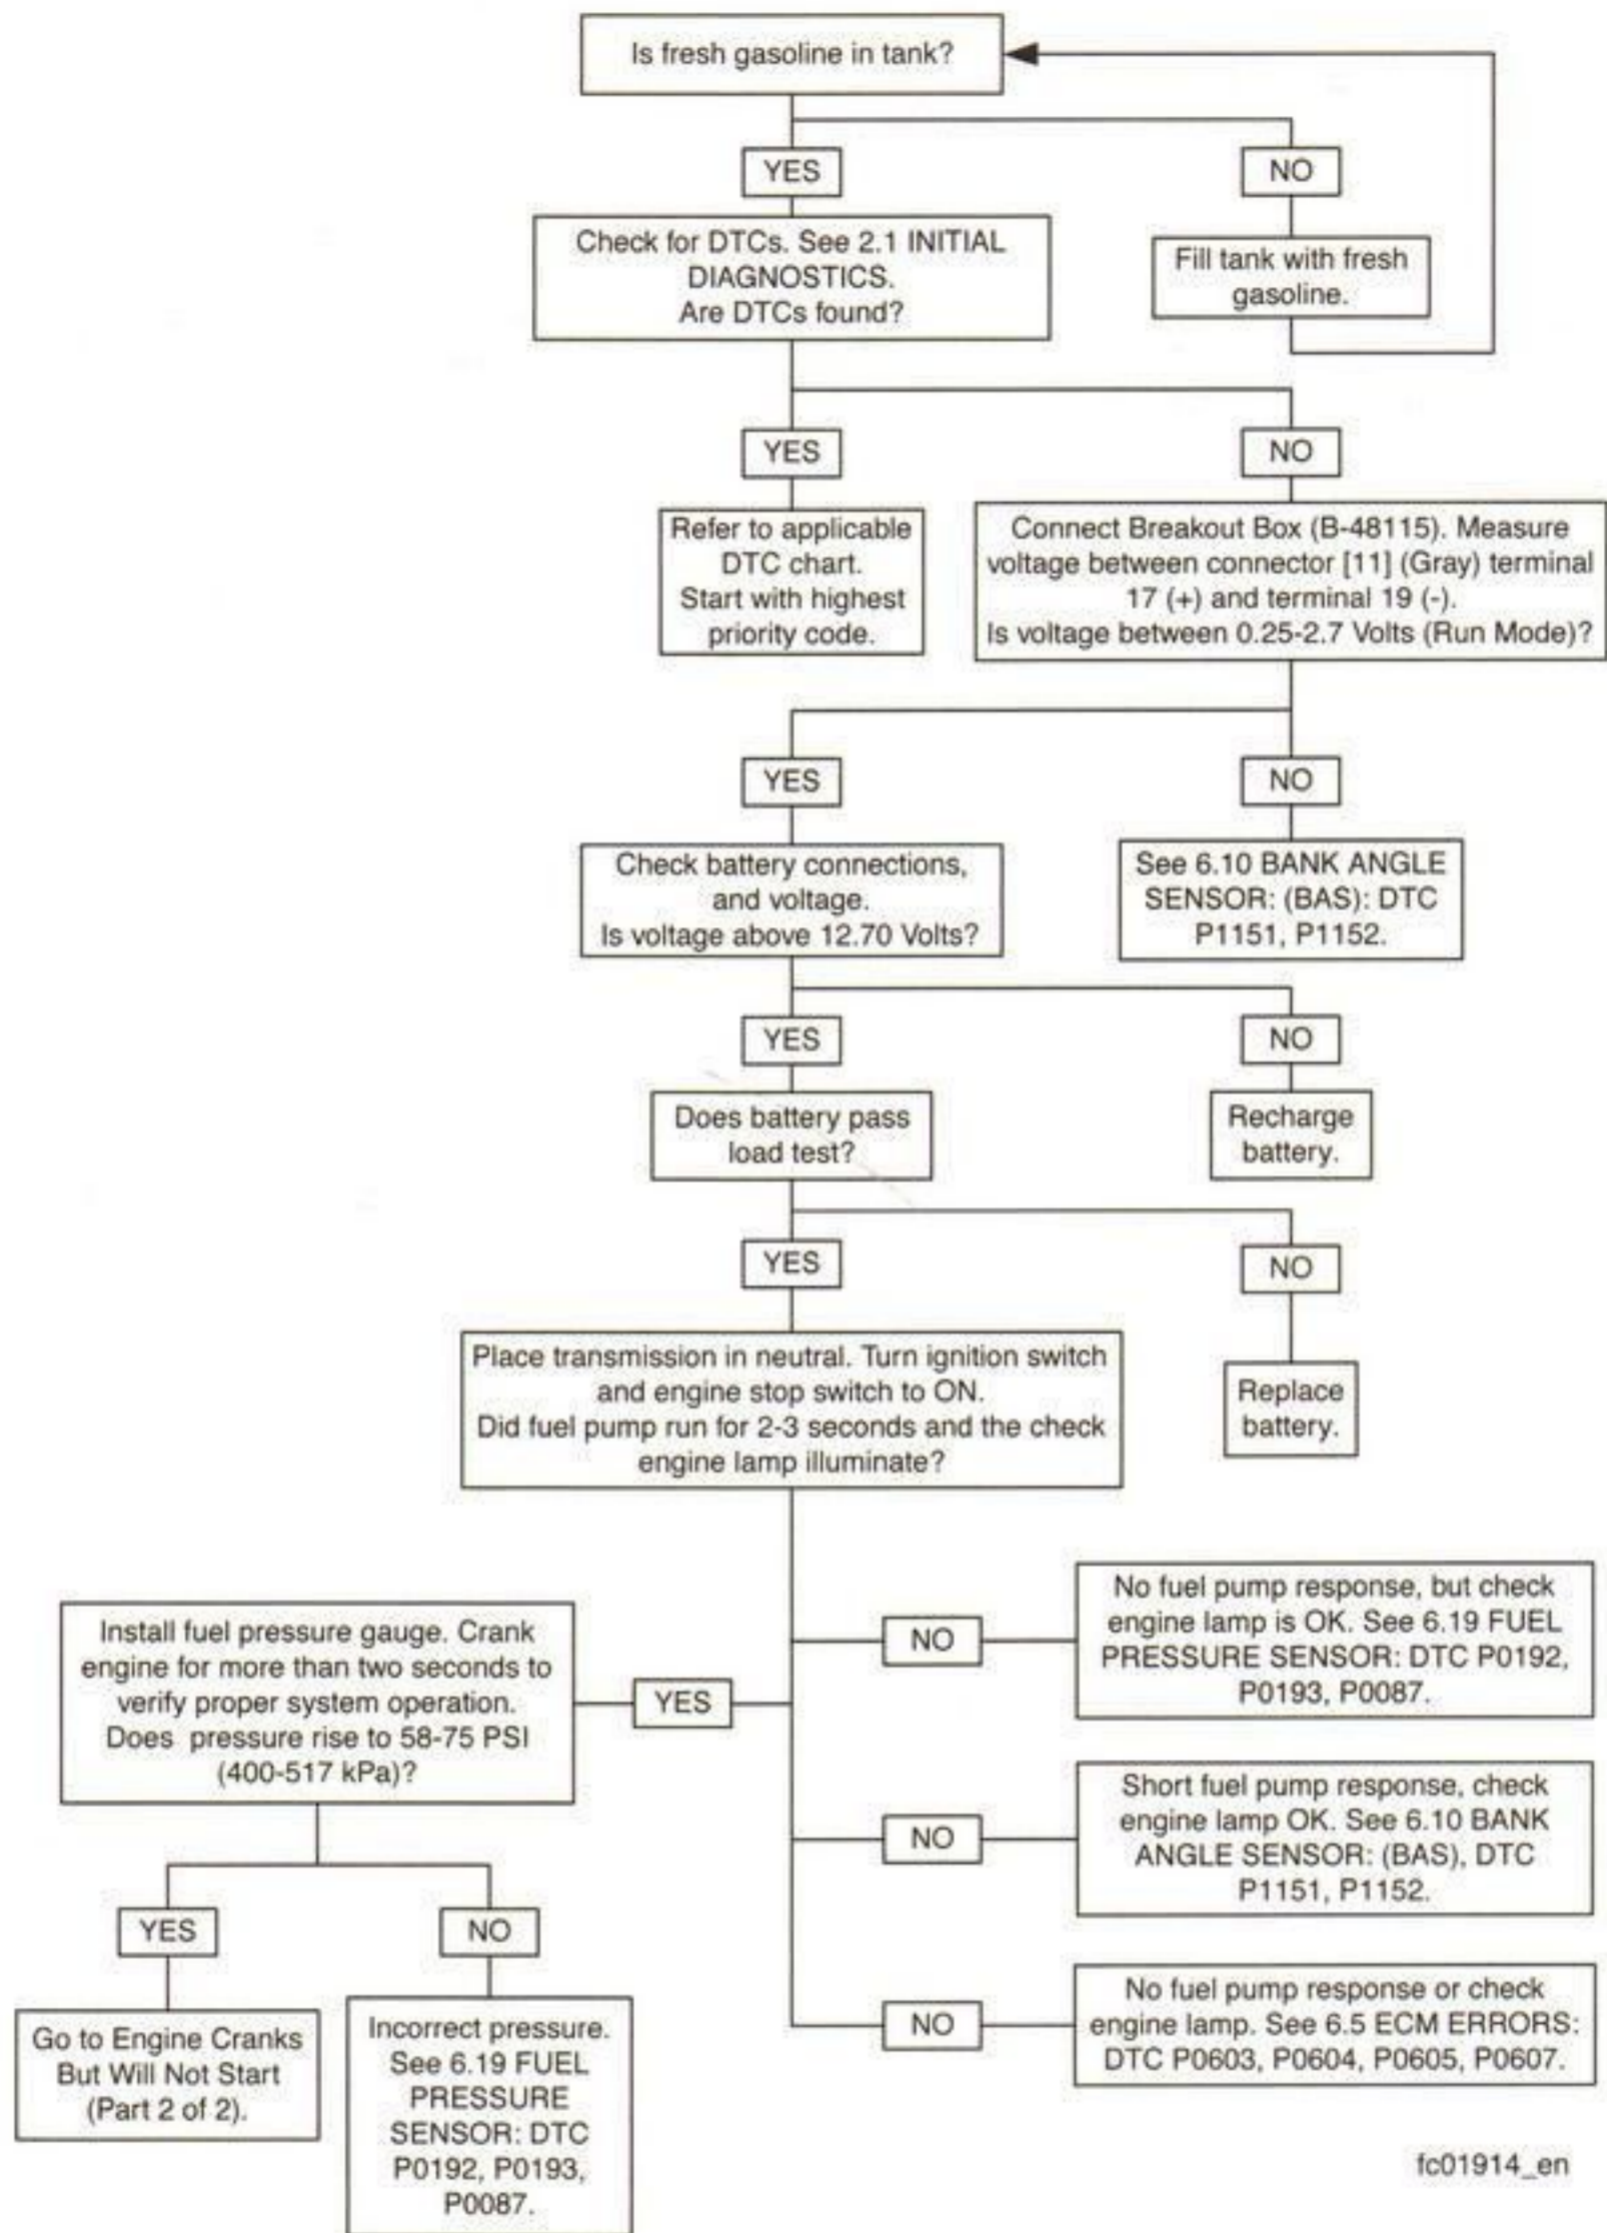 Is fresh gasoline in tank?
YES
NO
Check for DTCs. See 2.1 INITIAL
DIAGNOSTICS.
Are DTCs found?
Fill tank with fresh
gasoline.
YES
NO
Refer to applicable
DTC chart.
Start with highest
priority code.
Connect Breakout Box (B-48115). Measure
voltage between connector [11] (Gray) terminal
17 (+) and terminal 19 (-).
Is voltage between 0.25-2.7 Volts (Run Mode)?
YES
NO
Check battery connections,
and voltage.
Is voltage above 12.70 Volts?
See 6.10 BANK ANGLE
SENSOR: (BAS): DTC
P1151, P1152.
YES
NO
Does battery pass
load test?
Recharge
battery.
YES
NO
Place transmission in neutral. Turn ignition switch
and engine stop switch to ON.
Did fuel pump run for 2-3 seconds and the check
engine lamp illuminate?
Replace
battery.
Install fuel pressure gauge. Crank
engine for more than two seconds to
verify proper system operation.
Does pressure rise to 58-75 PSI
(400-517 kPa)?
YES
NO
No fuel pump response, but check
engine lamp is OK. See 6.19 FUEL
PRESSURE SENSOR: DTC P0192,
P0193, P0087.
NO
Short fuel pump response, check
engine lamp OK. See 6.10 BANK
ANGLE SENSOR: (BAS), DTC
P1151, P1152.
YES
NO
NO
No fuel pump response or check
engine lamp. See 6.5 ECM ERRORS:
DTC P0603, P0604, P0605, P0607.
Go to Engine Cranks
But Will Not Start
(Part 2 of 2).
Incorrect pressure.
See 6.19 FUEL
PRESSURE
SENSOR: DTC
P0192, P0193,
P0087.
fc01914_en